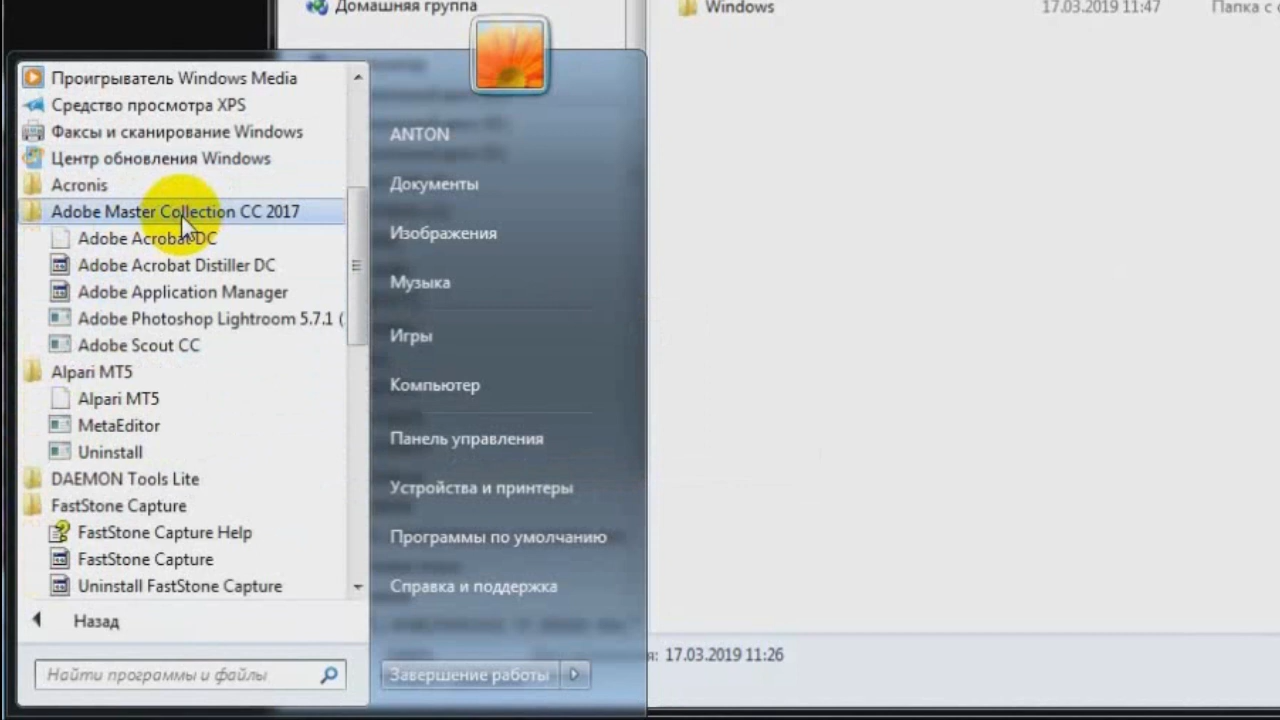 Домашняя группа
Windows
17.03.2019 11:47
Папка с
Проигрыватель Windows Media
Средство просмотра XPS
Факсы и сканирование Windows
Центр обновления Windows
Acronis
Adobe Master Collection CC 2017
Adobe Acrobat DC
Adobe Acrobat Distiller DC
Adobe Application Manager
Adobe Photoshop Lightroom 5.7.1 (
Adobe Scout CC
Alpari MT5
Alpari MT5
MetaEditor
Uninstall
DAEMON Tools Lite
FastStone Capture
FastStone Capture Help
FastStone Capture
Uninstall FastStone Capture
Назад
Найти программы и файлы
ANTON
Документы
Изображения
Музыка
Игры
Компьютер
Панель управления
Устройства и принтеры
Программы по умолчанию
Справка и поддержка
Завершение работы
17.03.2019 11:26